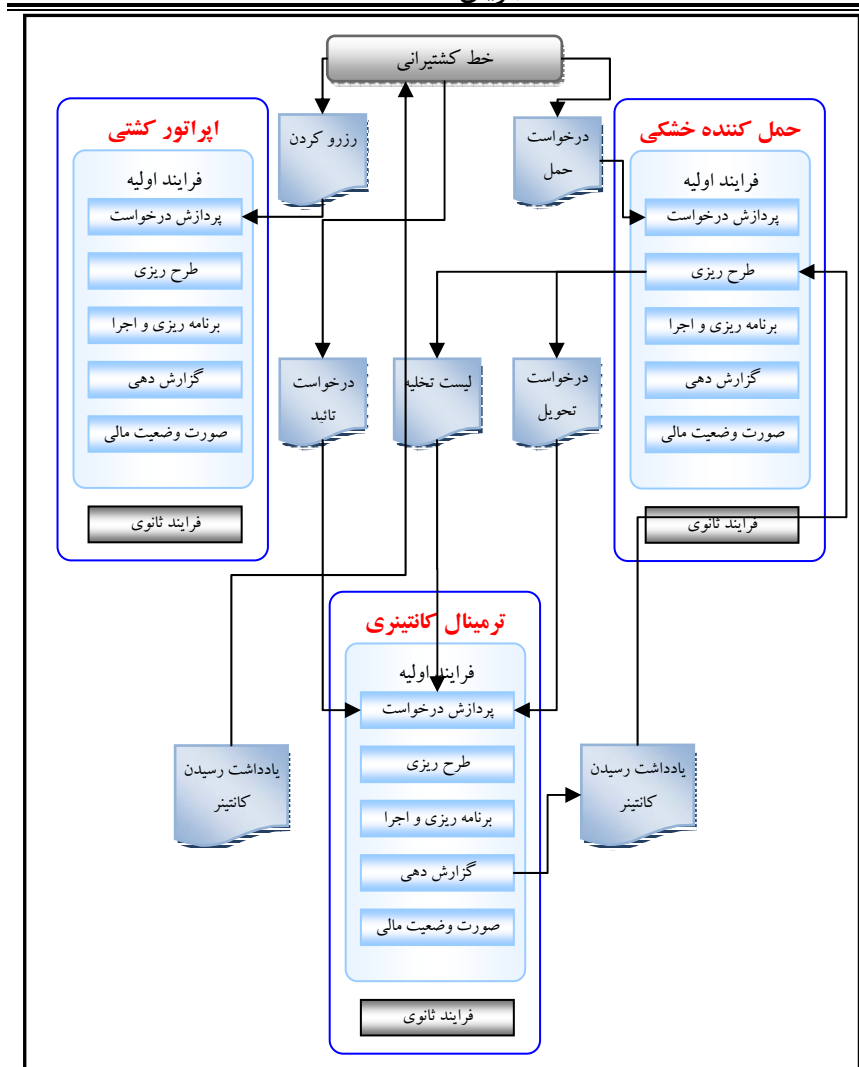 خط کشتیرانی
حمل کننده خشکی
فرایند اولیه
پردازش درخواست
طرح ریزی
برنامه ریزی و اجرا
گزارش دهی
صورت وضعیت مالی
فرایند ثانوی
درخواست
حمل
رزرو کردن
اپراتور کشتی
فرایند اولیه
پردازش درخواست
طرح ریزی
برنامه ریزی و اجرا
گزارش دهی
صورت وضعیت مالی
فرایند ثانوی
درخواست
تحویل
لیست تخلیه
درخواست
تائید
ترمینال کانتینری
فرایند اولیه
پردازش درخواست
طرح ریزی
برنامه ریزی و اجرا
گزارش دهی
صورت وضعیت مالی
فرایند ثانوی
یادداشت رسیدن
کانتینر
یادداشت رسیدن
کانتینر